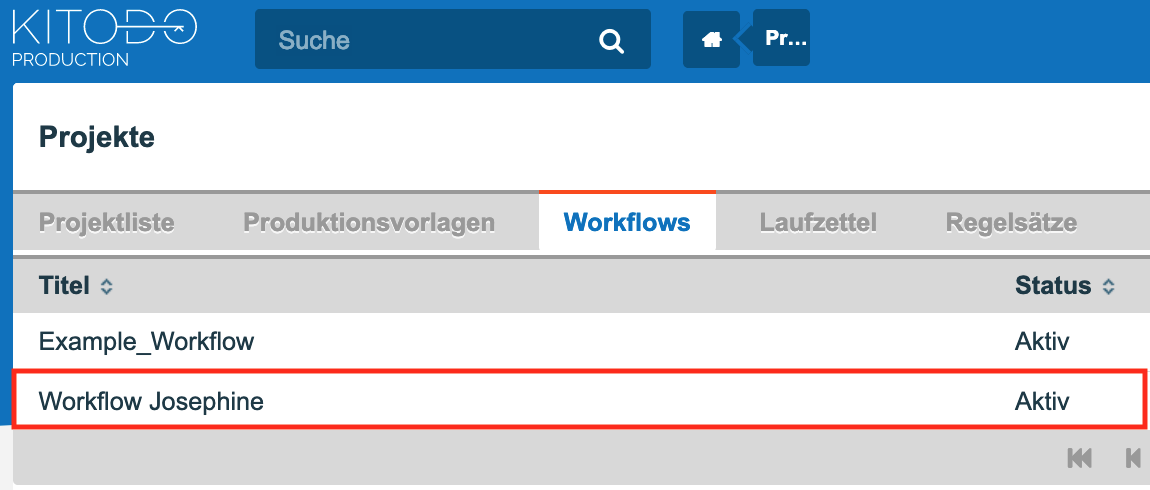 KITODO
PRODUCTION
Suche
Pr...
Projekte
Projektliste Produktionsvorlagen Workflows Laufzettel Regelsätze
Titel Status
Example_Workflow Aktiv
Workflow Josephine Aktiv